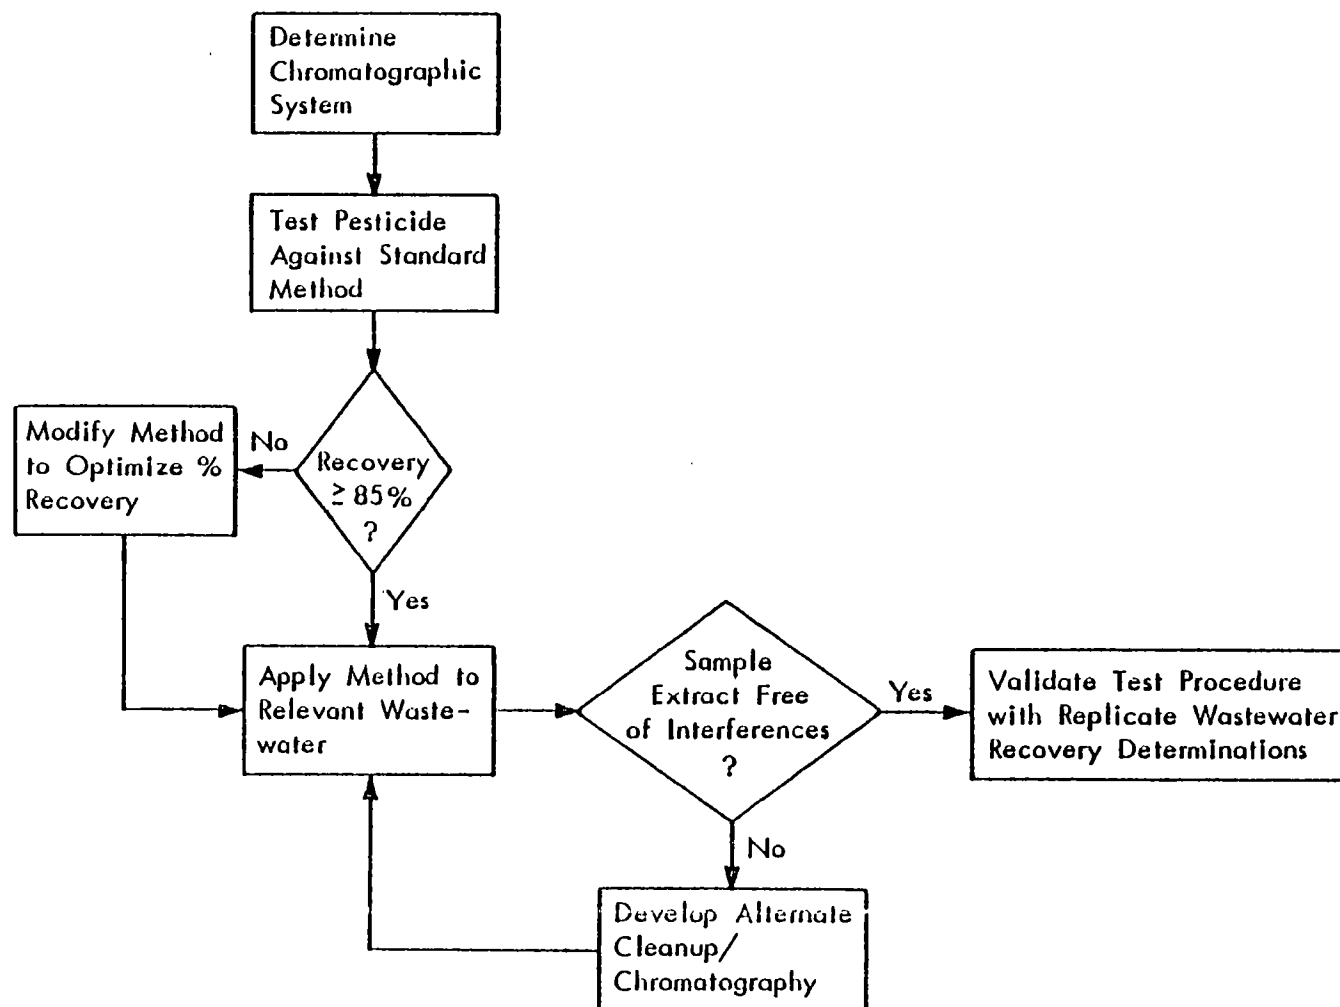 Determine
Chromatographic
System
Test Pesticide
Against Standard
Method
Modify Method
to Optimize %
Recovery
No
Recovery
≥ 85%
?
Yes
Apply Method to
Relevant Waste-
water
Sample
Extract Free
of Interferences
?
Yes
Validate Test Procedure
with Replicate Wastewater
Recovery Determinations
No
Develop Alternate
Cleanup/
Chromatography